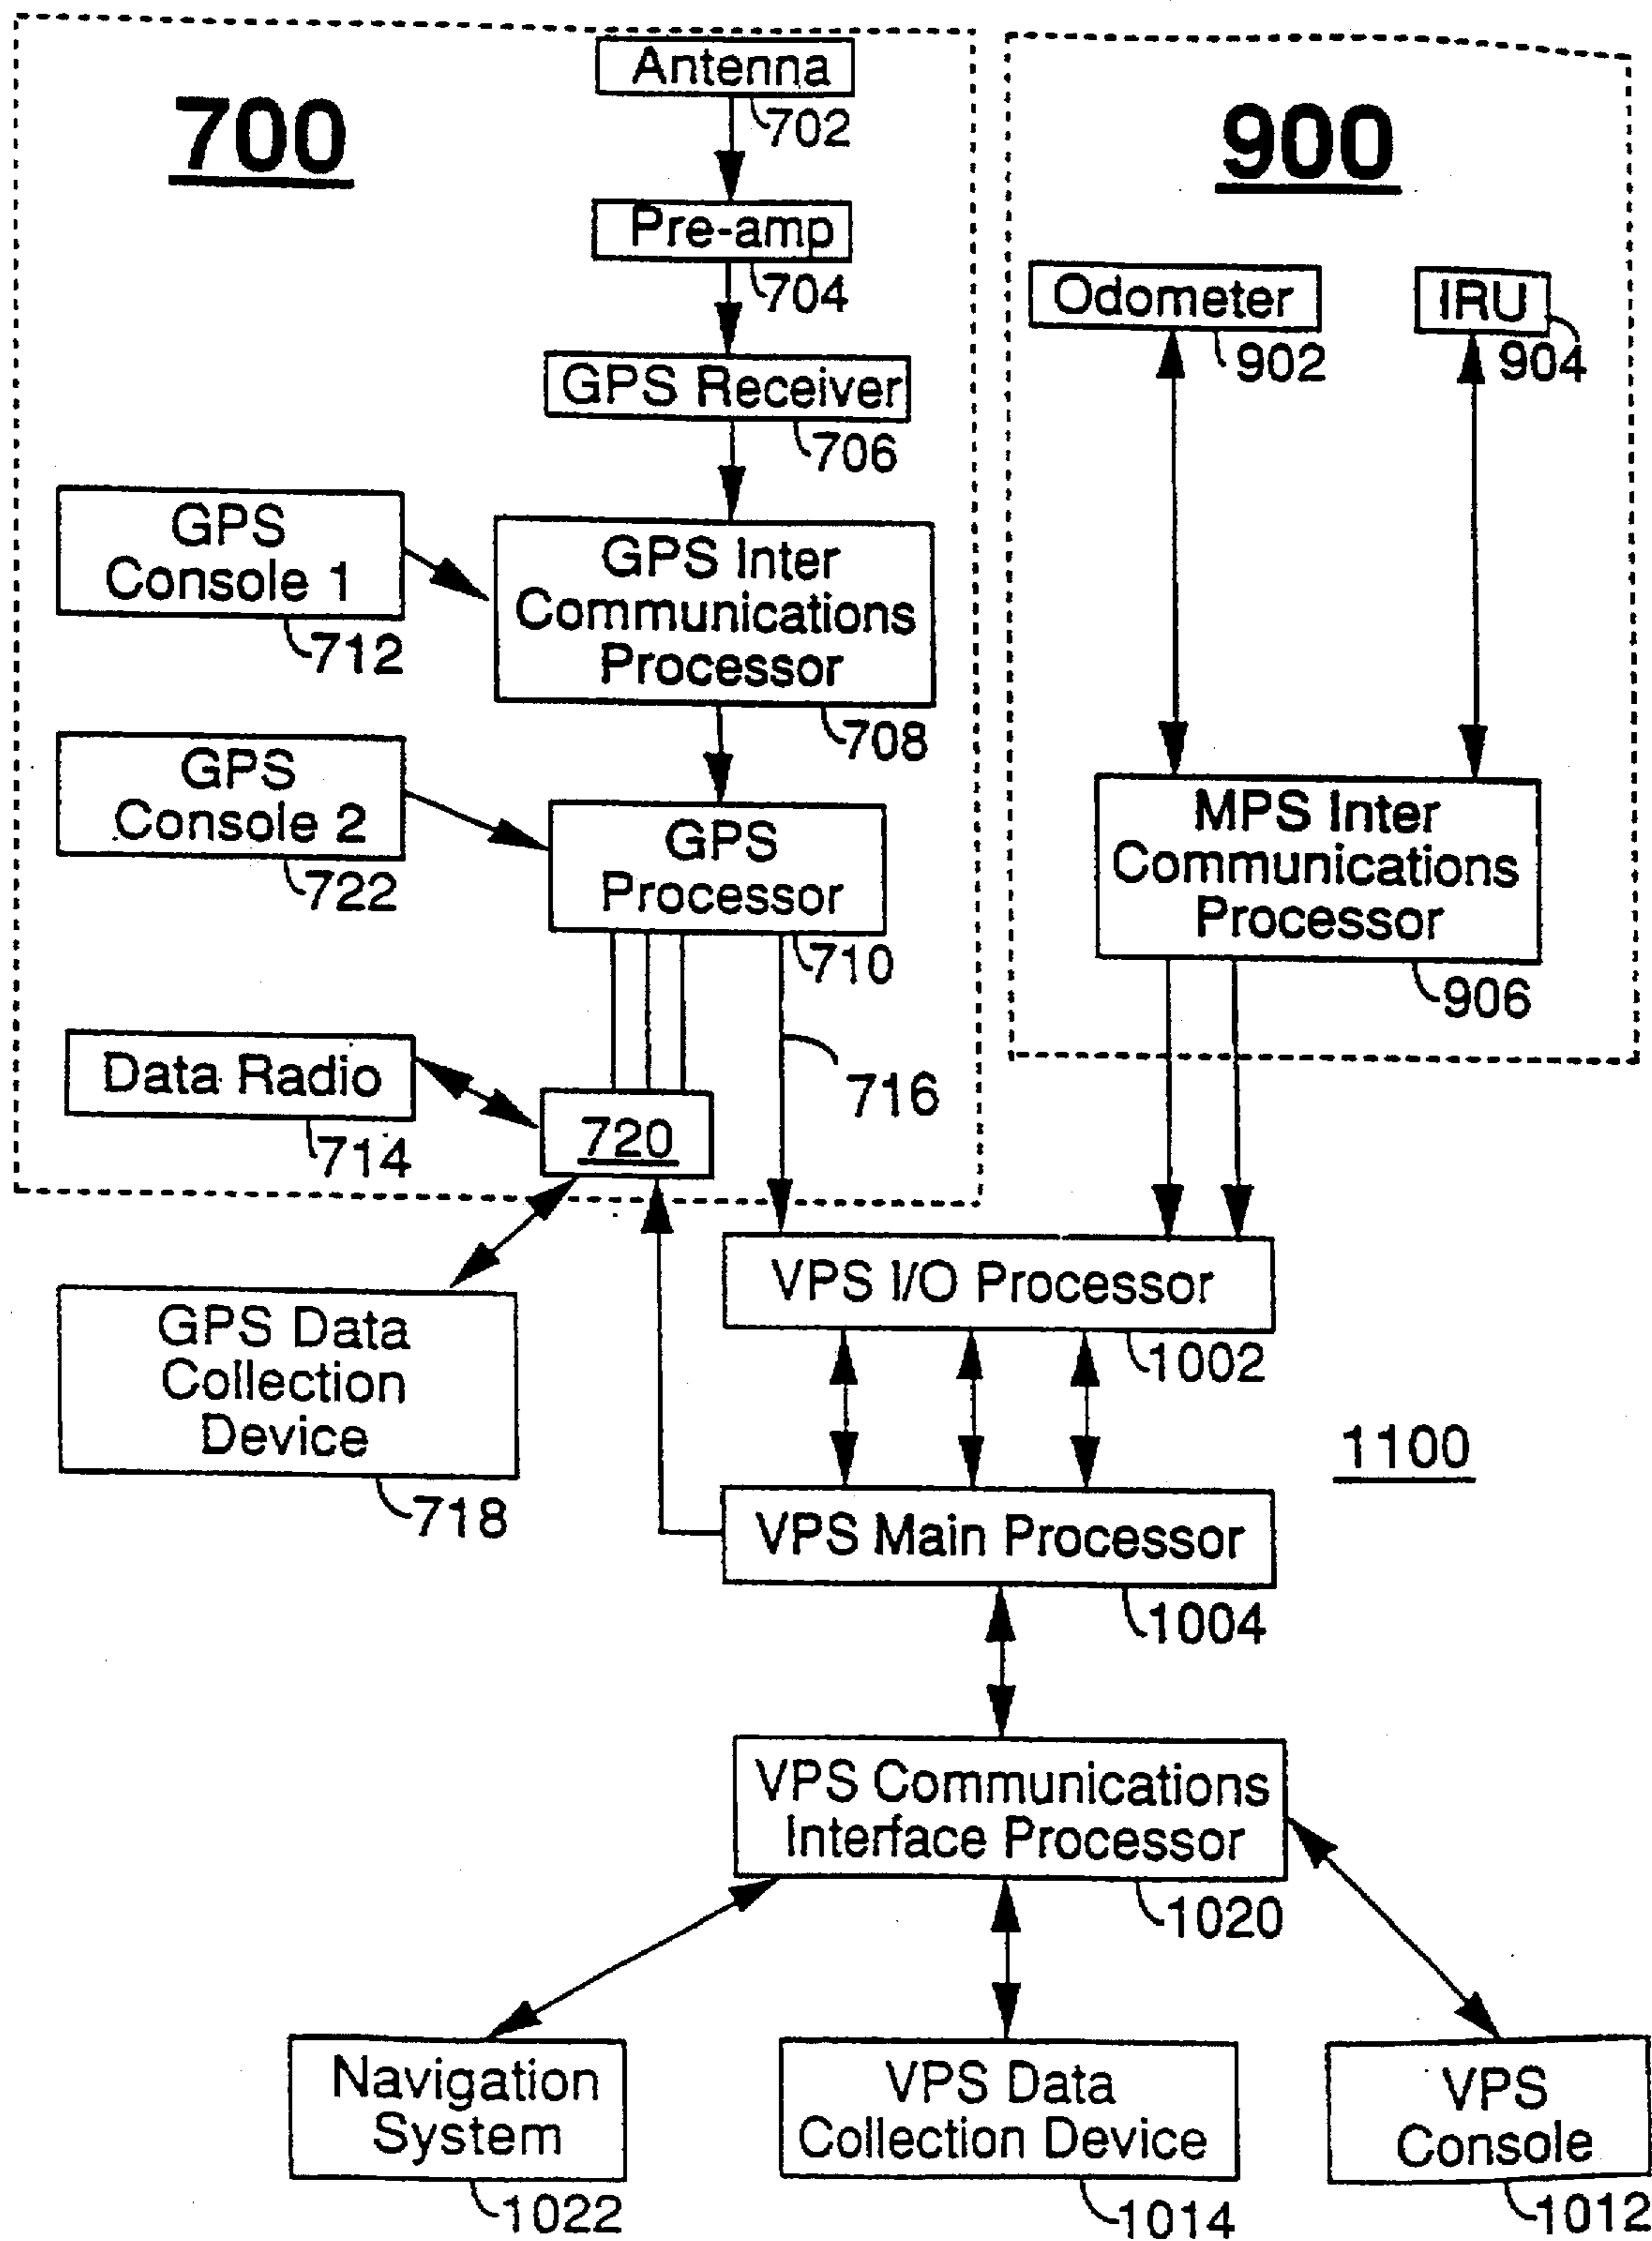 700
Antenna
702
Pre-amp
704
GPS Receiver
706
GPS
Console 1
712
GPS Inter
Communications
Processor
708
GPS
Console 2
722
GPS
Processor
710
716
Data Radio
714
720
900
Odometer
902
IRU
904
MPS Inter
Communications
Processor
906
GPS Data
Collection
Device
718
VPS I/O Processor
1002
1100
VPS Main Processor
1004
VPS Communications
Interface Processor
1020
Navigation
System
1022
VPS Data
Collection Device
1014
VPS
Console
1012